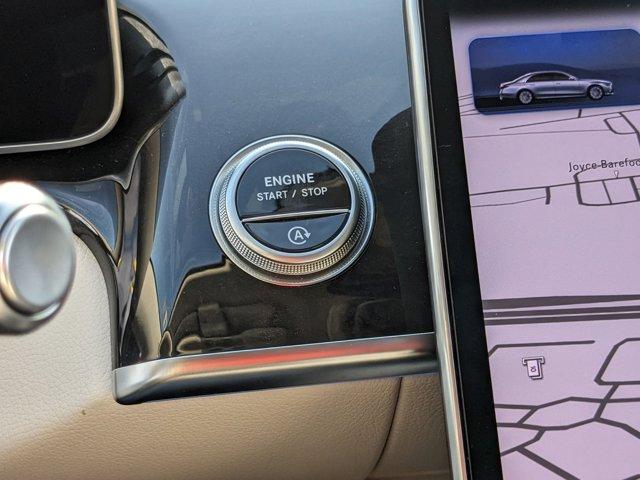 ENGINE
START / STOP
A
Joyce Barefoo